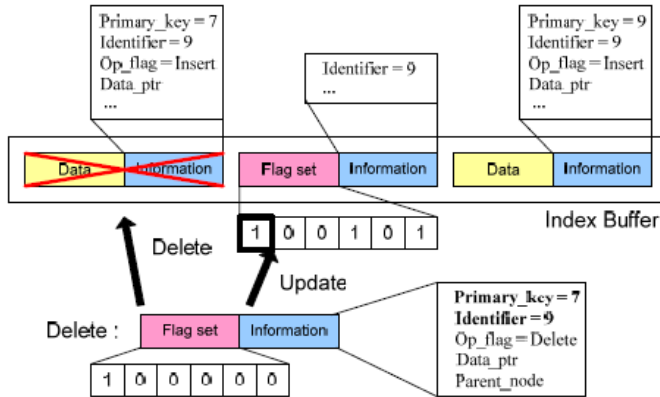 Primary_key = 7
Identifier = 9
Op_flag = Insert
Data_ptr
...
Identifier = 9
...
Primary_key = 9
Identifier = 9
Op_flag = Insert
Data_ptr
...
Data Information
Flag set Information
Data Information
Index Buffer
1 0 0 1 0 1
Delete
Update
Delete :
Flag set Information
1 0 0 0 0 0
Primary_key = 7
Identifier = 9
Op_flag = Delete
Data_ptr
Parent_node